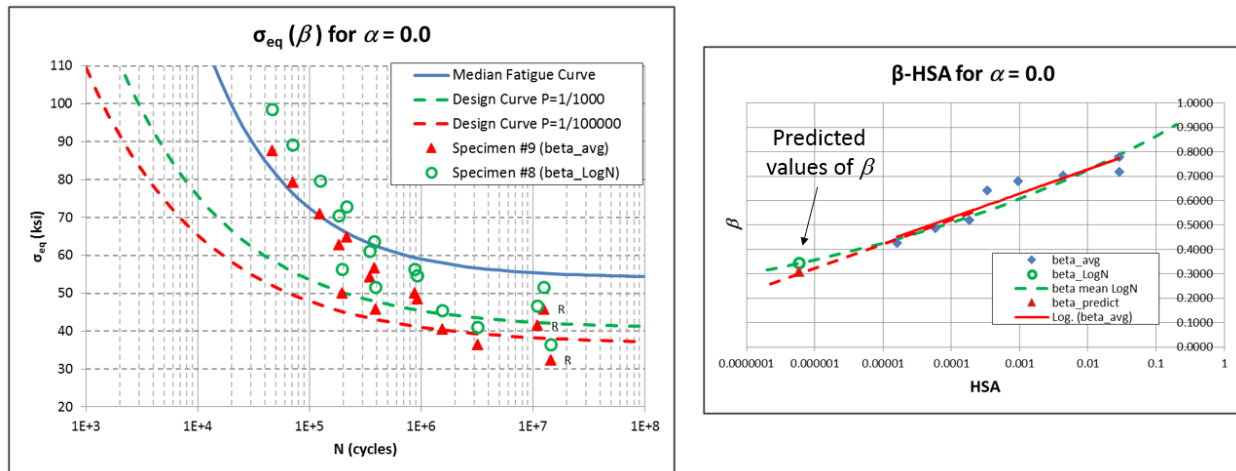 σeq (β) for α = 0.0
110
100
90
80
70
60
50
40
30
20
σeq (ksi)
Median Fatigue Curve
Design Curve P=1/1000
Design Curve P=1/100000
Specimen #9 (beta_avg)
Specimen #8 (beta_LogN)
R
R
R
1E+3 1E+4 1E+5 1E+6 1E+7 1E+8
N (cycles)
β-HSA for α = 0.0
Predicted
values of β
β
1.0000
0.9000
0.8000
0.7000
0.6000
0.5000
0.4000
0.3000
0.2000
0.1000
0.0000
beta_avg
beta_LogN
beta mean LogN
beta_predict
Log. (beta_avg)
0.0000001 0.000001 0.00001 0.0001 0.001 0.01 0.1 1
HSA